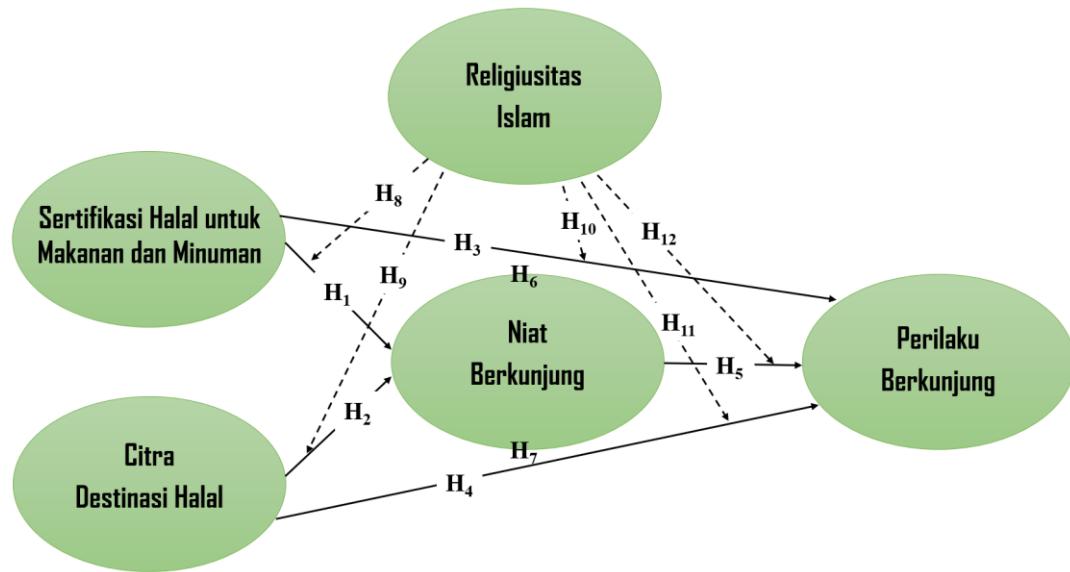 Religiusitas
Islam
H8
H10
H12
Sertifikasi Halal untuk
Makanan dan Minuman
H3
H9
H6
H1
Niat
Berkunjung
H11
H5
Perilaku
Berkunjung
H2
Citra
Destinasi Halal
H7
H4